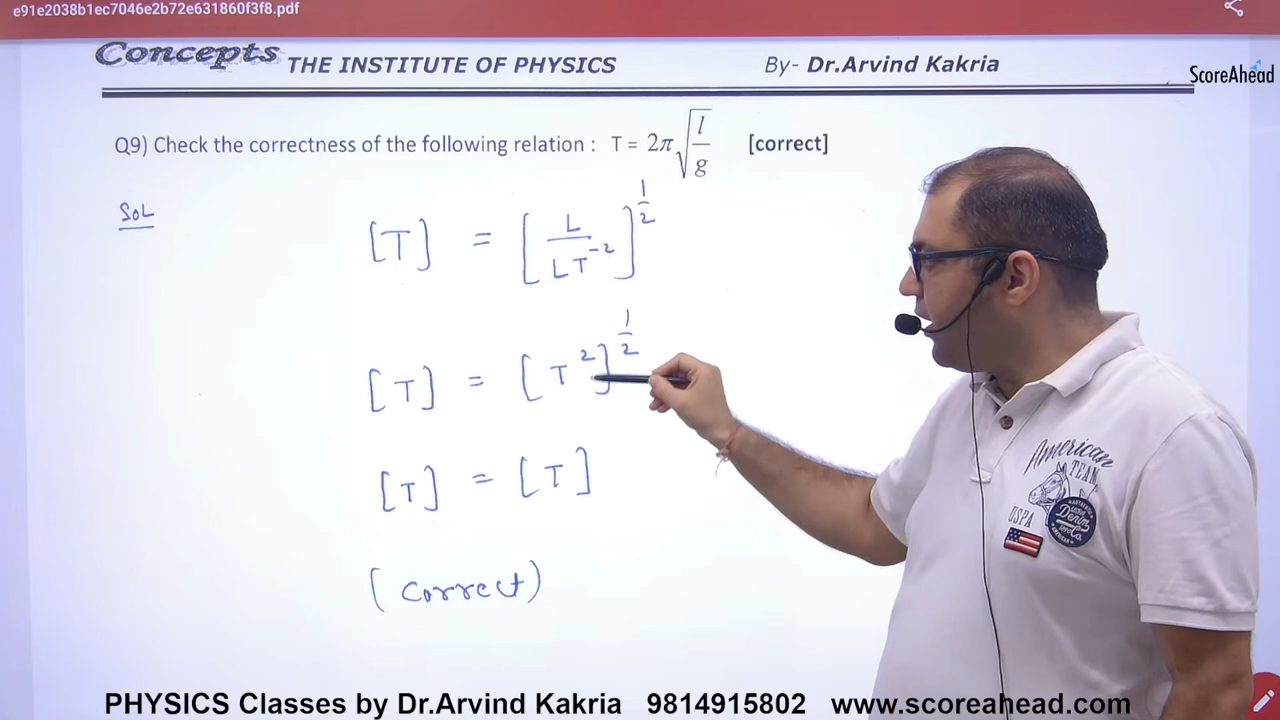 e91e2038b1ec7046e2b72e631860f3f8.pdf
Concepts THE INSTITUTE OF PHYSICS By- Dr.Arvind Kakria
ScoreAhead
Q9) Check the correctness of the following relation : T = 2π√(l/g) [correct]
SOL
[T] = [L/LT⁻²]^1/2
[T] = [T²]^1/2
[T] = [T]
(Correct)
American
TEAM
USPA
Denim
Co.
PHYSICS Classes by Dr.Arvind Kakria 9814915802 www.scoreahead.com